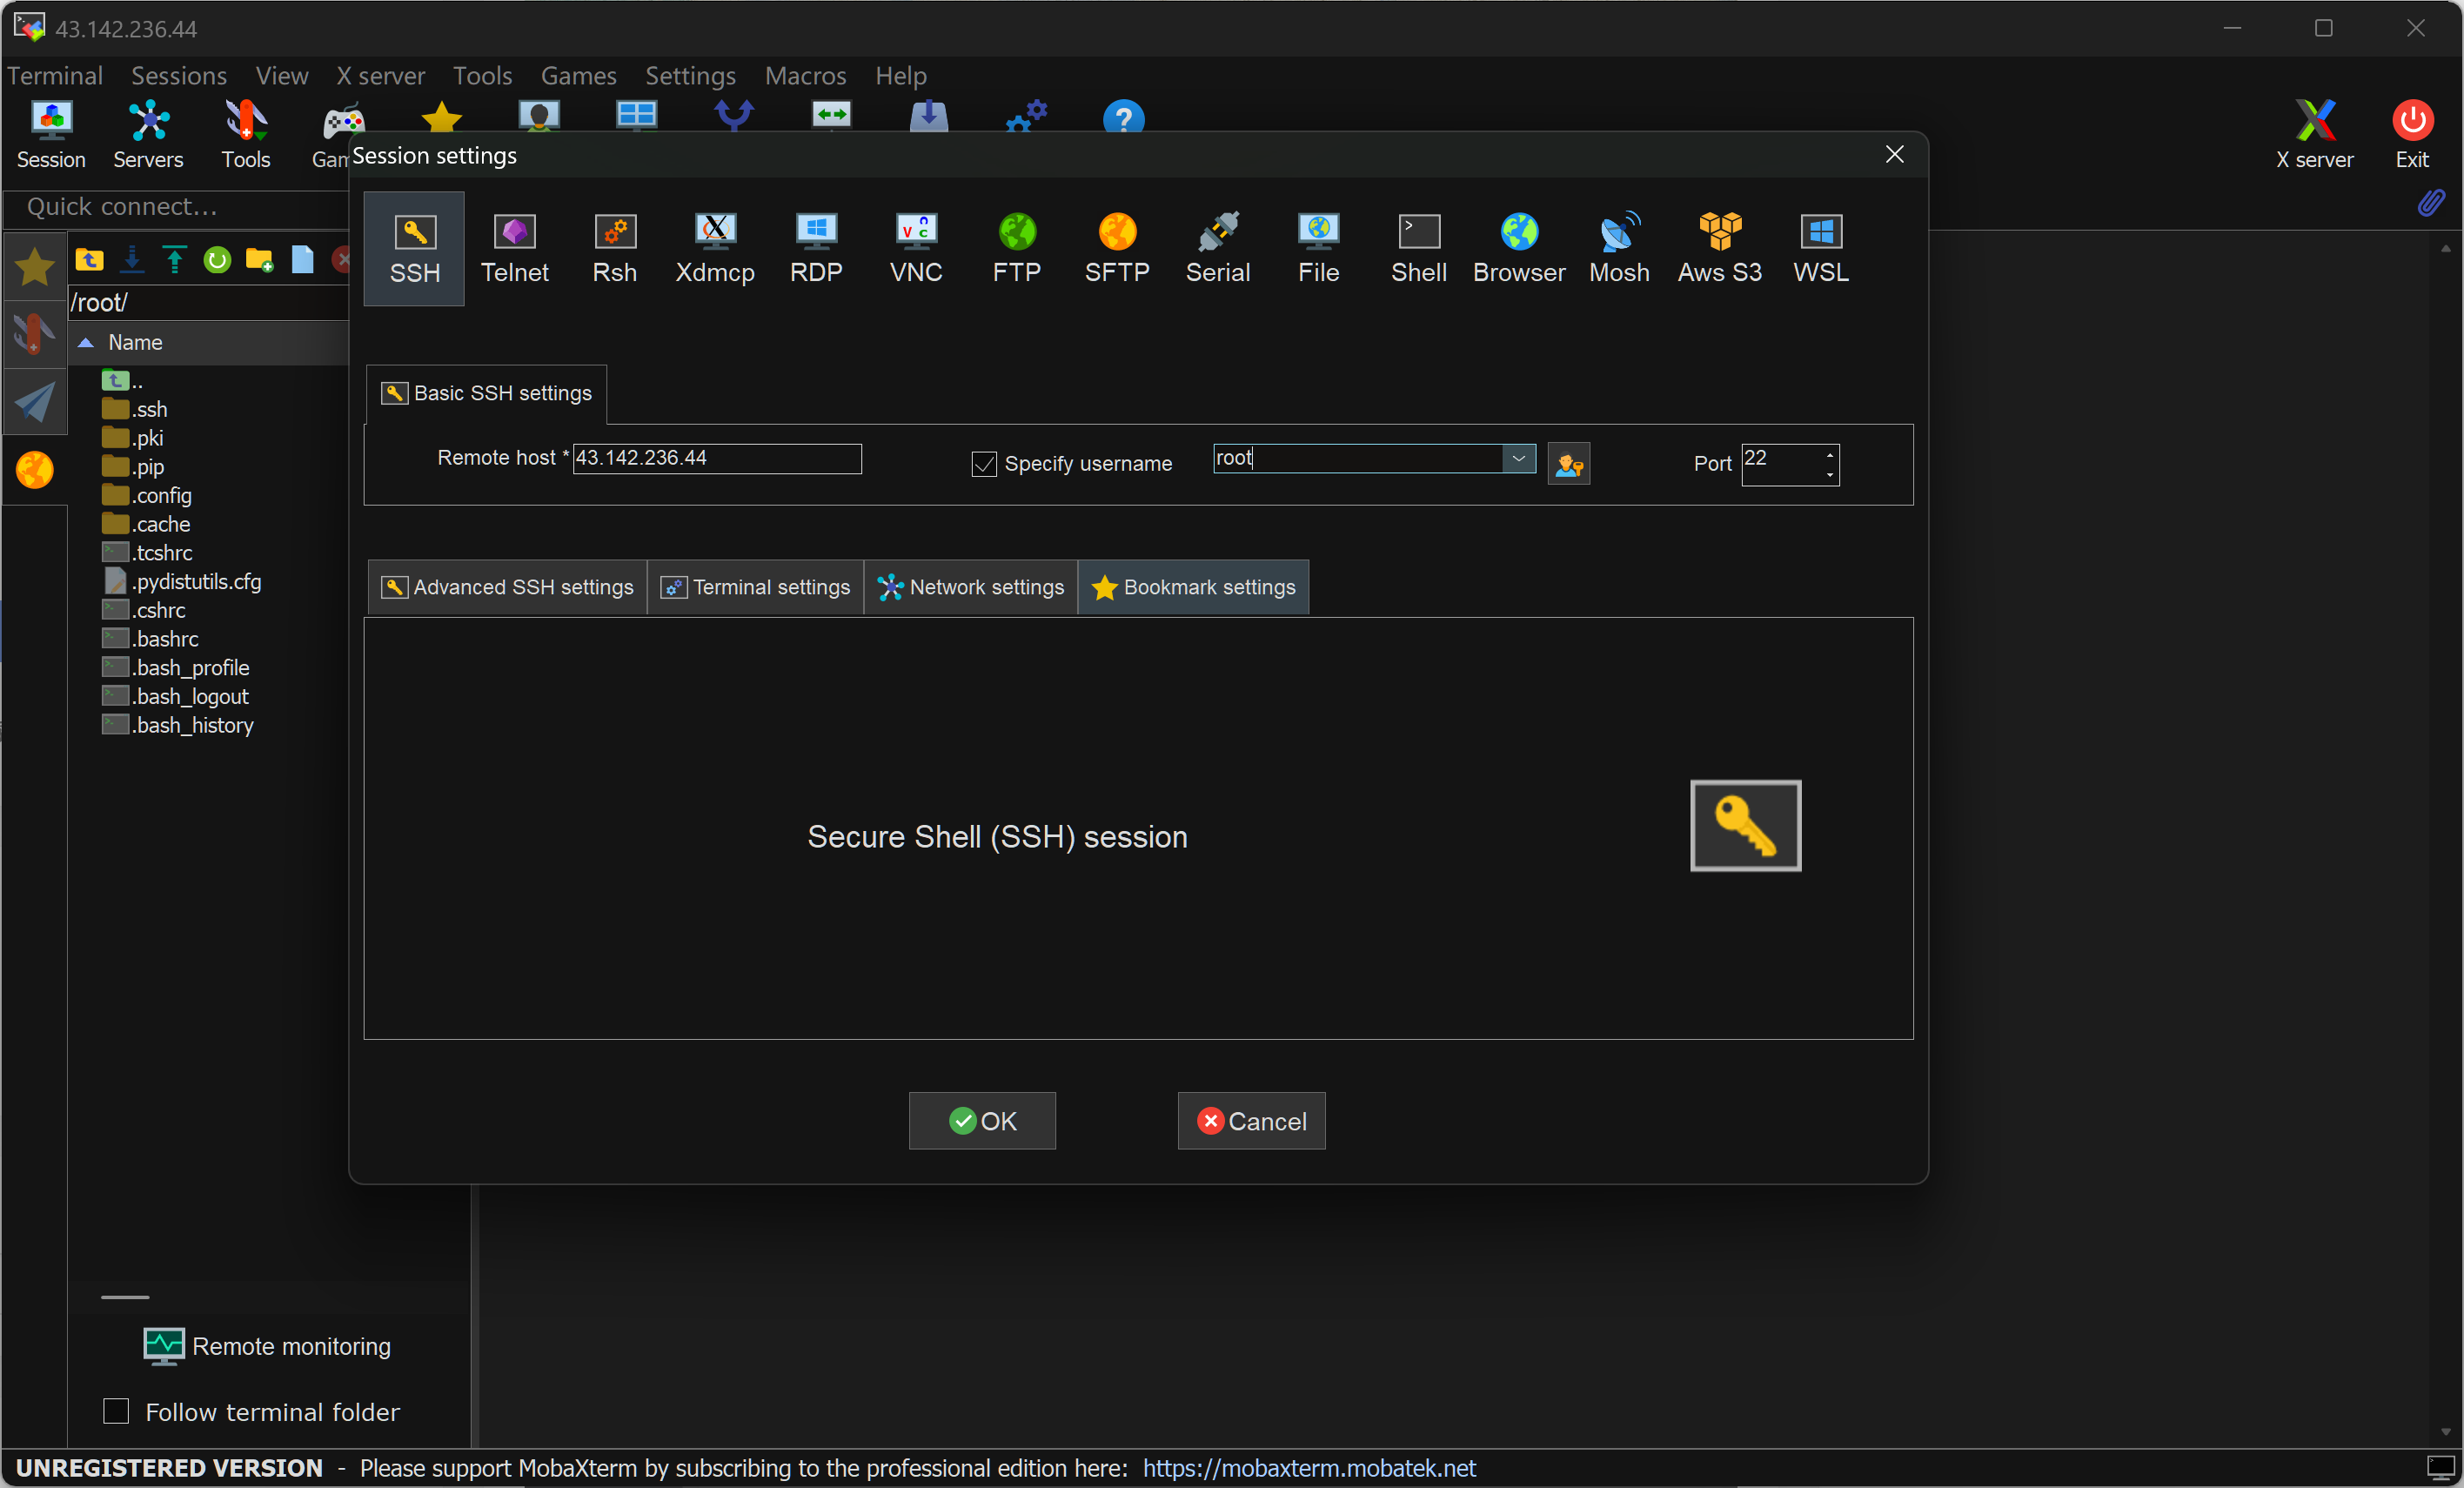 43.142.236.44
Terminal Sessions View X server Tools Games Settings Macros Help
Session Servers Tools X server Exit
Session settings
Quick connect...
SSH Telnet Rsh Xdmcp RDP VNC FTP SFTP Serial File Shell Browser Mosh Aws S3 WSL
/root/
Name
Basic SSH settings
..
.ssh
.pki
.pip
.config
.cache
.tcshrc
.pydistutils.cfg
.cshrc
.bashrc
.bash_profile
.bash_logout
.bash_history
Remote host * 43.142.236.44 Specify username root Port 22
Advanced SSH settings Terminal settings Network settings Bookmark settings
Secure Shell (SSH) session
OK Cancel
Remote monitoring
Follow terminal folder
UNREGISTERED VERSION - Please support MobaXterm by subscribing to the professional edition here: https://mobaxterm.mobatek.net